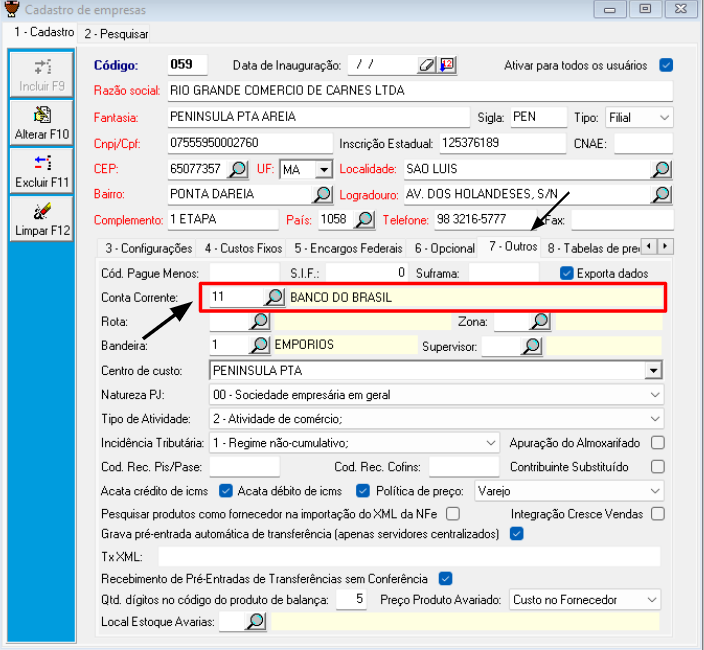 Cadastro de empresas
1 - Cadastro 2 - Pesquisar
Incluir F9
Alterar F10
Excluir F11
Limpar F12
Código: 059 Data de Inauguração: / / Ativar para todos os usuários
Razão social: RIO GRANDE COMERCIO DE CARNES LTDA
Fantasia: PENINSULA PTA AREIA Sigla: PEN Tipo: Filial
Cnpj/Cpf: 07555950002760 Inscrição Estadual: 125376189 CNAE:
CEP: 65077357 UF: MA Localidade: SAO LUIS
Bairro: PONTA DAREIA Logradouro: AV. DOS HOLANDESES, S/N
Complemento: 1 ETAPA País: 1058 Telefone: 98 3216-5777 Fax:
3 - Configurações 4 - Custos Fixos 5 - Encargos Federais 6 - Opcional 7 - Outros 8 - Tabelas de pre
Cód. Pague Menos: S.I.F.: 0 Suframa: Exporta dados
Conta Corrente: 11 BANCO DO BRASIL
Rota: Zona:
Bandeira: 1 EMPORIOS Supervisor:
Centro de custo: PENINSULA PTA
Natureza PJ: 00 - Sociedade empresária em geral
Tipo de Atividade: 2 - Atividade de comércio;
Incidência Tributária: 1 - Regime não-cumulativo; Apuração do Almoxarifado
Cod. Rec. Pis/Pase: Cod. Rec. Cofins: Contribuinte Substituído
Acata crédito de icms Acata débito de icms Política de preço: Varejo
Pesquisar produtos como fornecedor na importação do XML da NFe Integração Cresce Vendas
Grava pré-entrada automática de transferência (apenas servidores centralizados)
TxXML:
Recebimento de Pré-Entradas de Transferências sem Conferência
Qtd. dígitos no código do produto de balança: 5 Preço Produto Avariado: Custo no Fornecedor
Local Estoque Avarias: